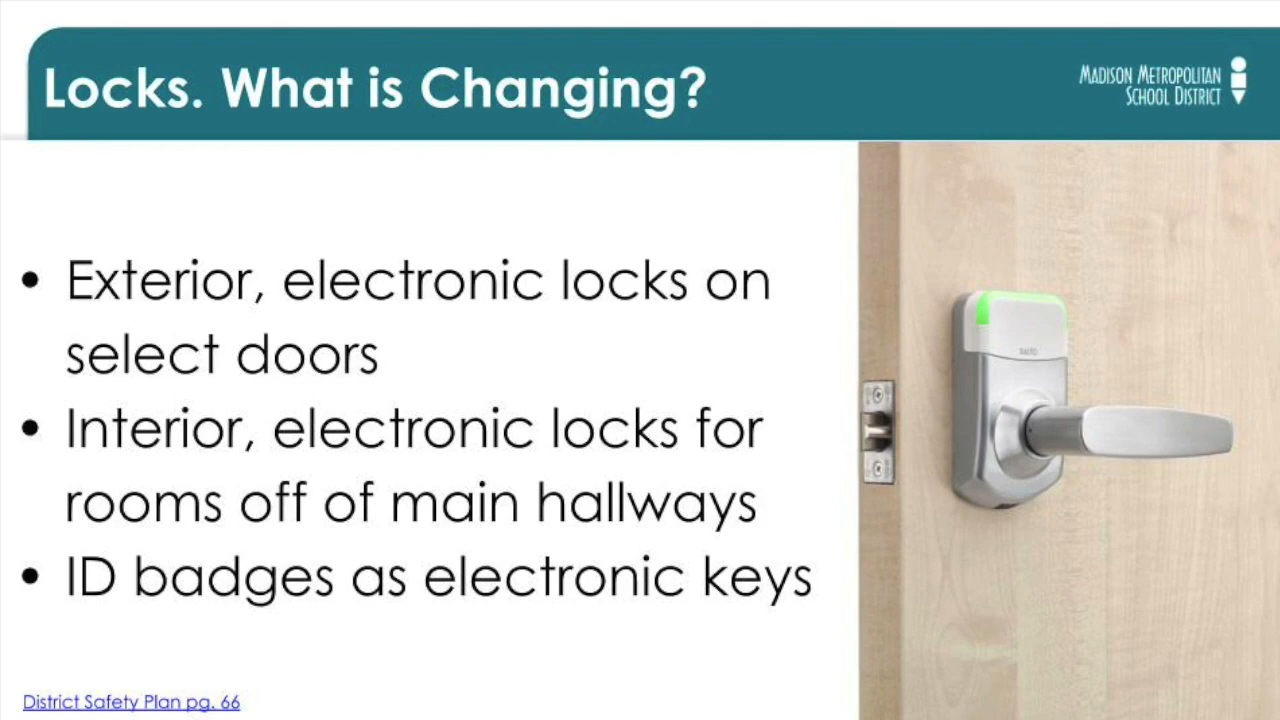 Locks. What is Changing?
MADISON METROPOLITAN
SCHOOL DISTRICT
• Exterior, electronic locks on
select doors
• Interior, electronic locks for
rooms off of main hallways
• ID badges as electronic keys
SALTO
District Safety Plan pg. 66